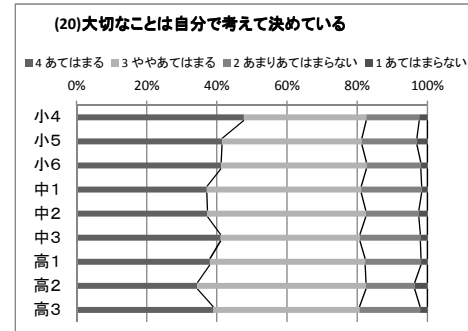 (20)大切なことは自分で考えて決めている
■4 あてはまる ■3 ややあてはまる ■2 あまりあてはまらない ■1 あてはまらない
0% 20% 40% 60% 80% 100%
小4
小5
小6
中1
中2
中3
高1
高2
高3